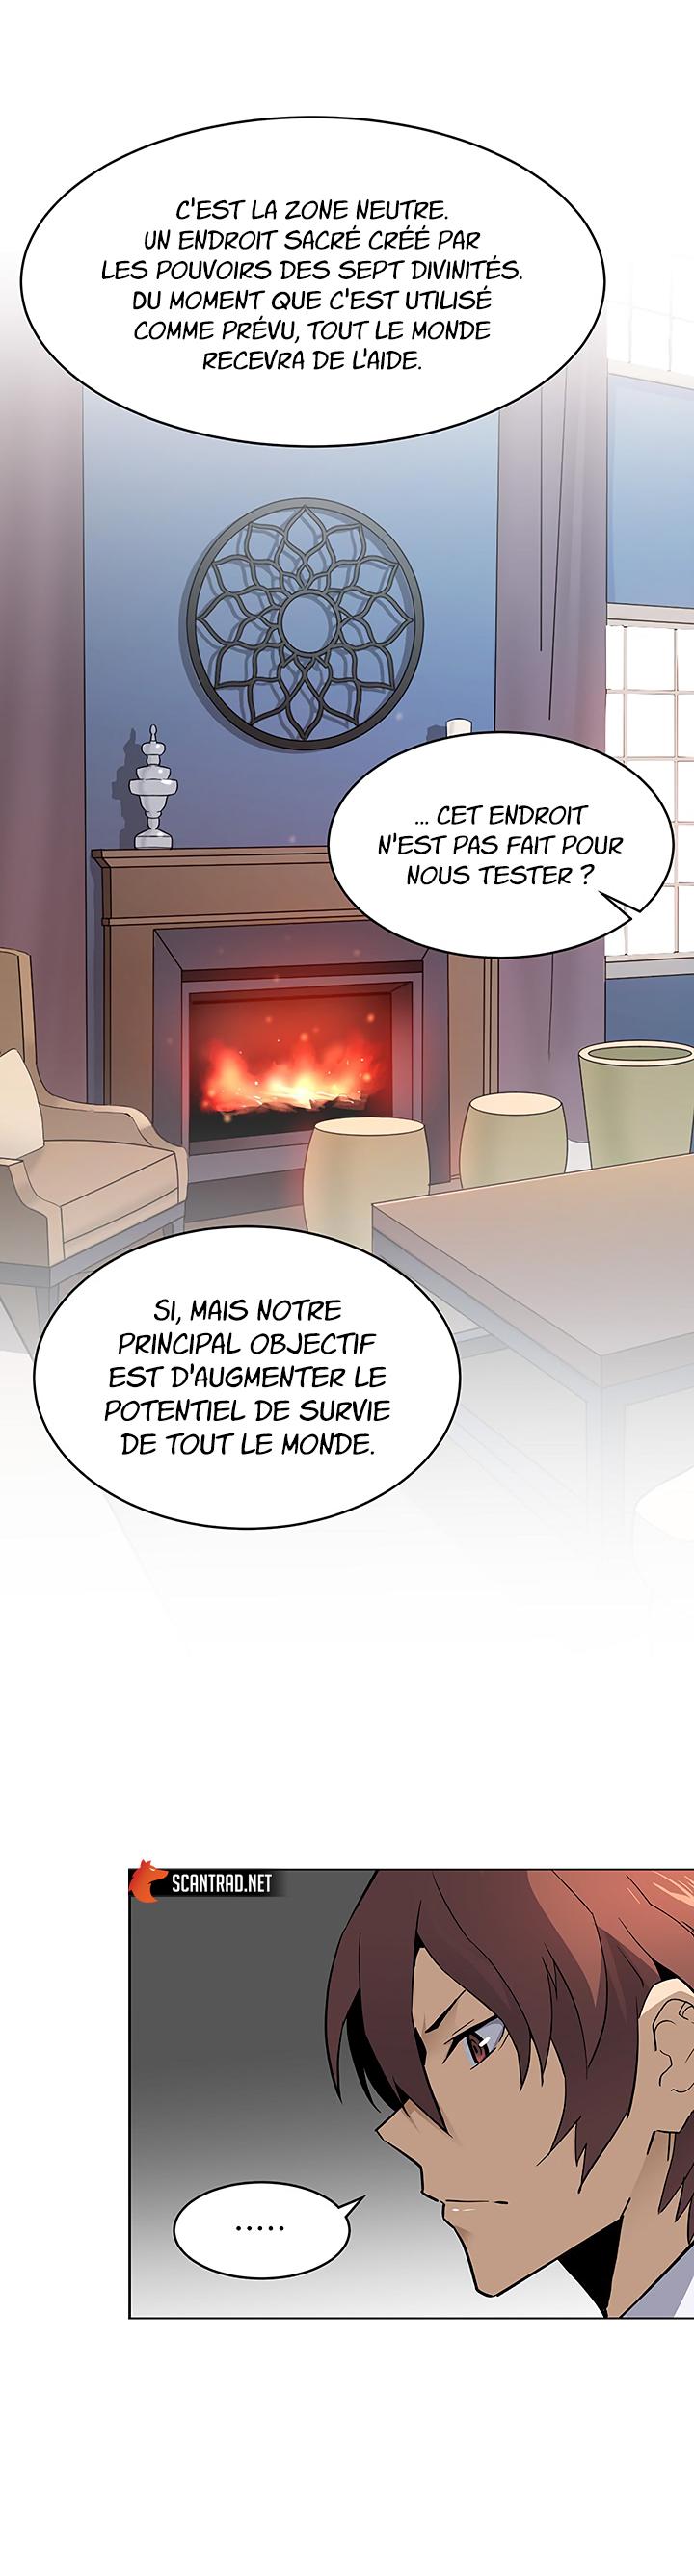 C'EST LA ZONE NEUTRE.
UN ENDROIT SACRÉ CRÉÉ PAR
LES POUVOIRS DES SEPT DIVINITÉS.
DU MOMENT QUE C'EST UTILISÉ
COMME PRÉVU, TOUT LE MONDE
RECEVRA DE L'AIDE.
... CET ENDROIT
N'EST PAS FAIT POUR
NOUS TESTER ?
SI, MAIS NOTRE
PRINCIPAL OBJECTIF
EST D'AUGMENTER LE
POTENTIEL DE SURVIE
DE TOUT LE MONDE.
SCANTRAD.NET
.....